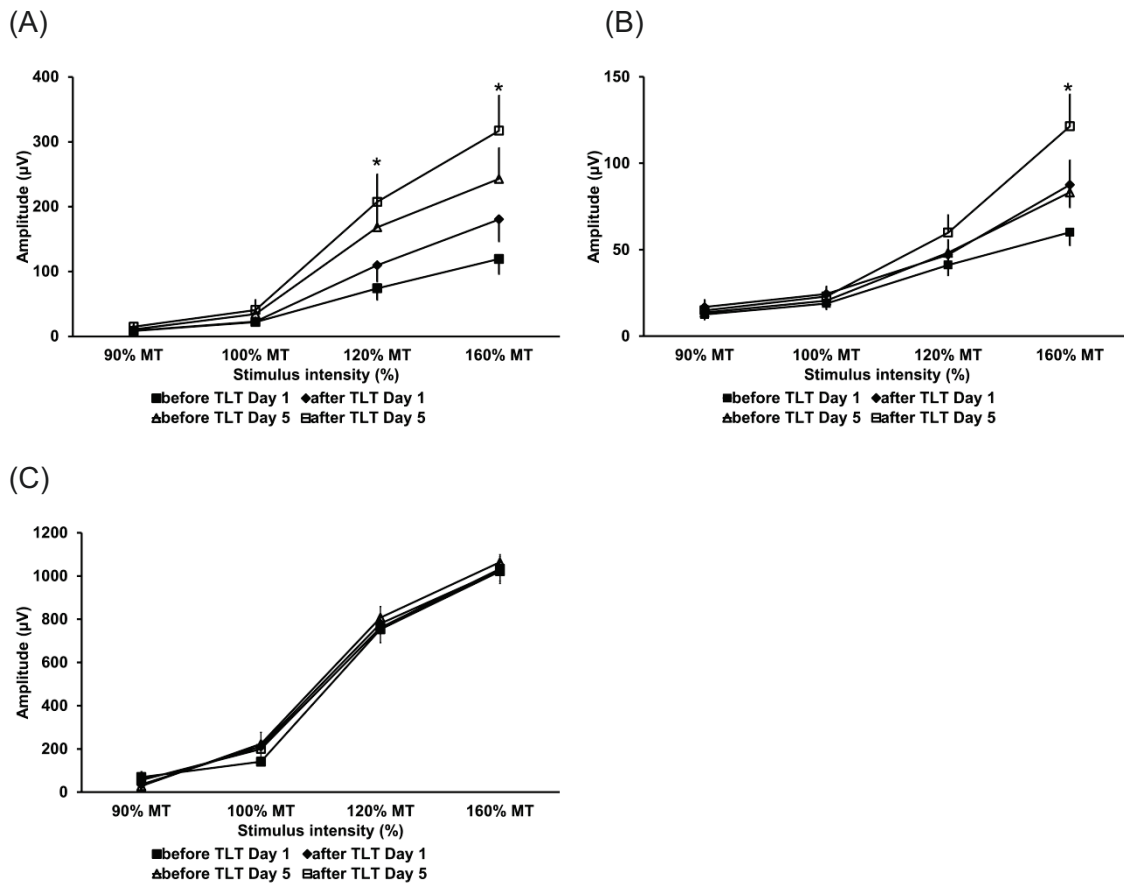 (A)
400
300
200
100
0
Amplitude (µV)
*
*
90% MT 100% MT 120% MT 160% MT
Stimulus intensity (%)
before TLT Day 1 after TLT Day 1
before TLT Day 5 after TLT Day 5
(B)
150
100
50
0
Amplitude (µV)
*
90% MT 100% MT 120% MT 160% MT
Stimulus intensity (%)
before TLT Day 1 after TLT Day 1
before TLT Day 5 after TLT Day 5
(C)
1200
1000
800
600
400
200
0
Amplitude (µV)
90% MT 100% MT 120% MT 160% MT
Stimulus intensity (%)
before TLT Day 1 after TLT Day 1
before TLT Day 5 after TLT Day 5